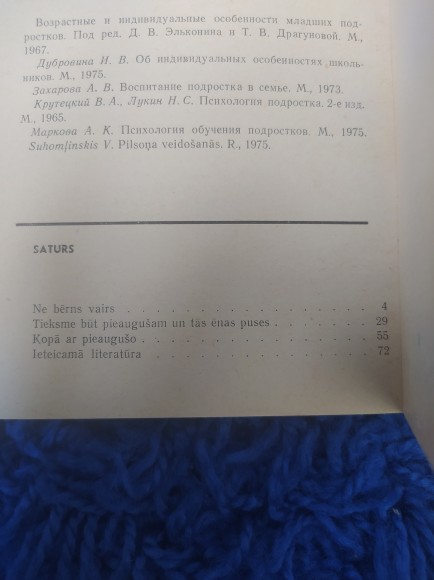 Возрастные и индивидуальные особенности младших под-
ростков. Под ред. Д. В. Эльконина и Т. В. Драгуновой. М.,
1967.
Дубровина И. В. Об индивидуальных особенностях школь-
ников. М., 1975.
Захарова А. В. Воспитание подростка в семье. М., 1973.
Крутецкий В. А., Лукин Н. С. Психология подростка. 2-е изд.
М., 1965.
Маркова А. К. Психология обучения подростков. М., 1975.
Suhomļinskis V. Pilsoņa veidošanās. R., 1975.
SATURS
Ne bērns vairs . . . . . . . . . . . . . . . . 4
Tieksme būt pieaugušam un tās ēnas puses . . . . . . . 29
Kopā ar pieaugušo . . . . . . . . . . . . . . . 55
Ieteicamā literatūra . . . . . . . . . . . . . . 72